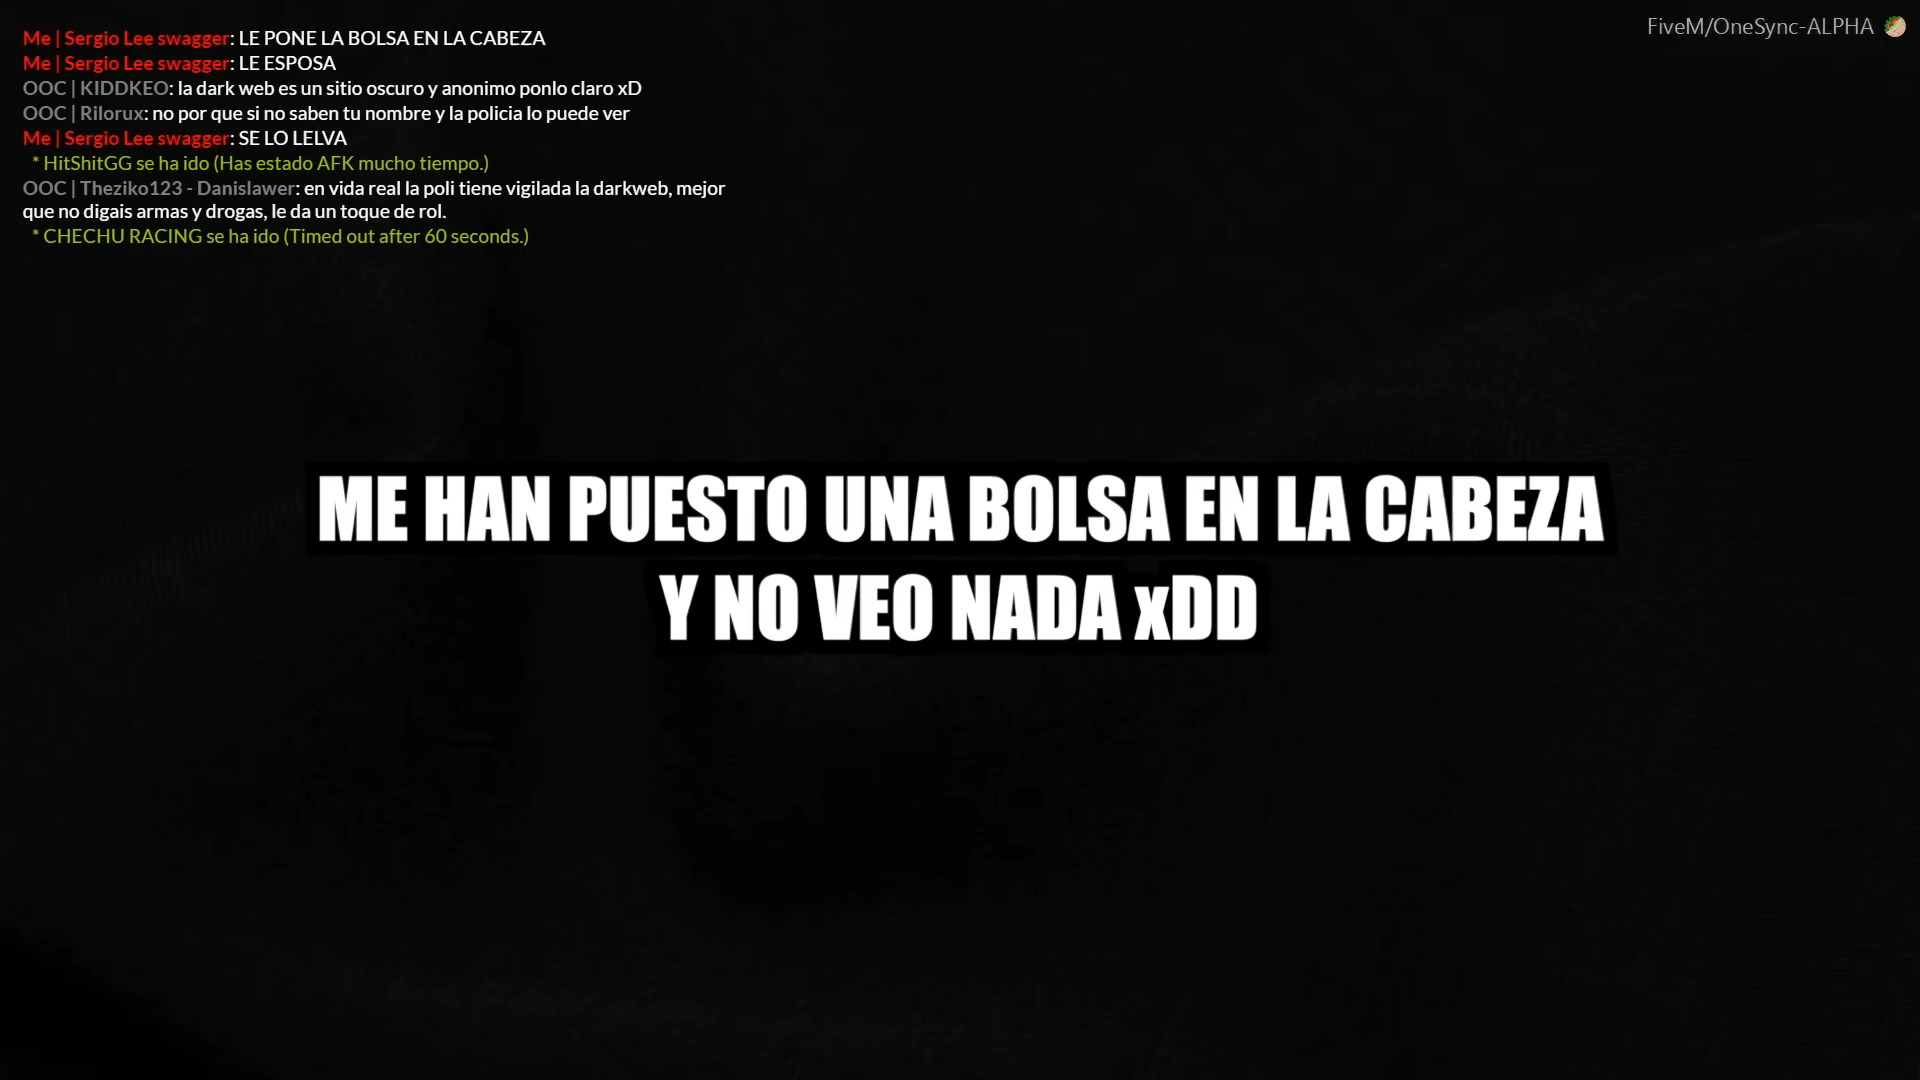 Me | Sergio Lee swagger: LE PONE LA BOLSA EN LA CABEZA
Me | Sergio Lee swagger: LE ESPOSA
OOC | KIDDKEO: la dark web es un sitio oscuro y anonimo ponlo claro xD
OOC | Rilorux: no por que si no saben tu nombre y la policia lo puede ver
Me | Sergio Lee swagger: SE LO LELVA
* HitShitGG se ha ido (Has estado AFK mucho tiempo.)
OOC | Theziko123 - Danislawer: en vida real la poli tiene vigilada la darkweb, mejor
que no digais armas y drogas, le da un toque de rol.
* CHECHU RACING se ha ido (Timed out after 60 seconds.)
FiveM/OneSync-ALPHA
ME HAN PUESTO UNA BOLSA EN LA CABEZA
Y NO VEO NADA xDD